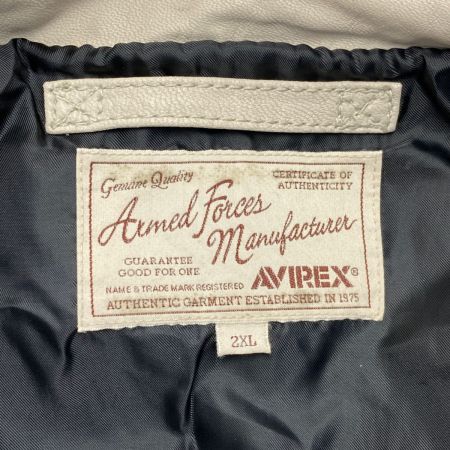 Genuine Quality
CERTIFICATE OF
AUTHENTICITY
Armed Forces
Manufacturer
GUARANTEE
GOOD FOR ONE
AVIREX®
NAME & TRADE MARK REGISTERED
AUTHENTIC GARMENT ESTABLISHED IN 1975
2XL